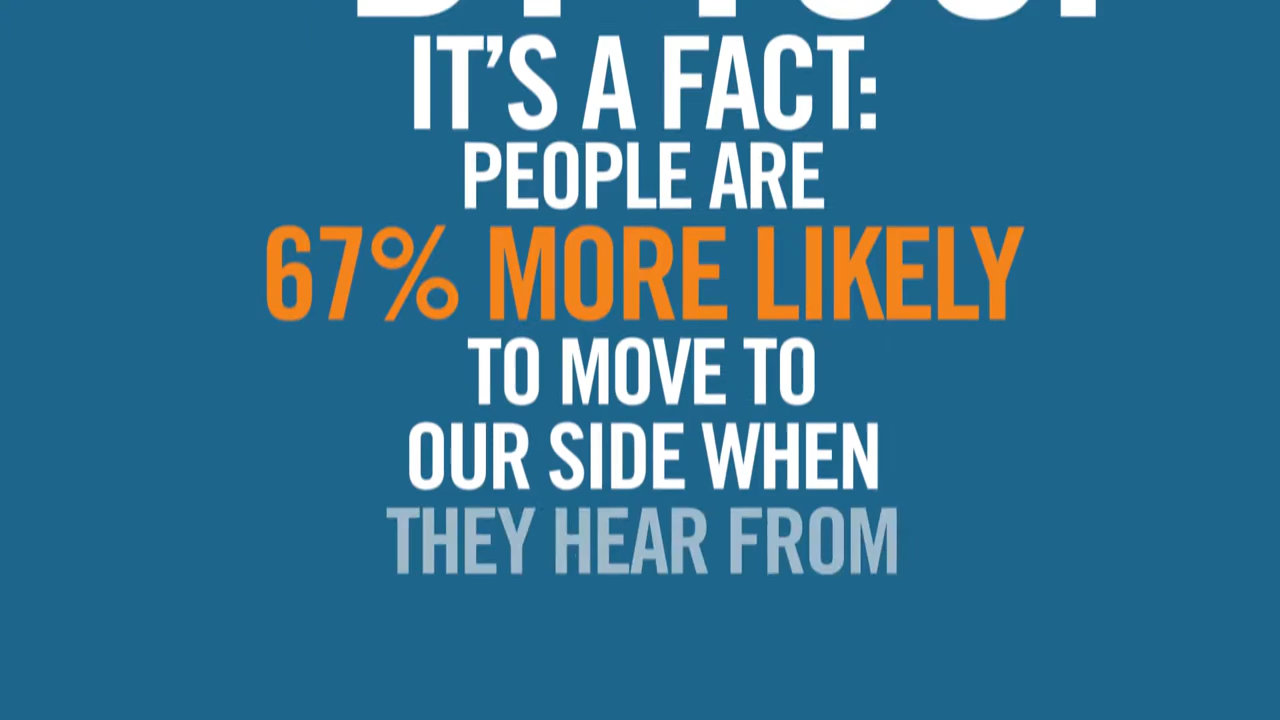 IT'S A FACT:
PEOPLE ARE
67% MORE LIKELY
TO MOVE TO
OUR SIDE WHEN
THEY HEAR FROM